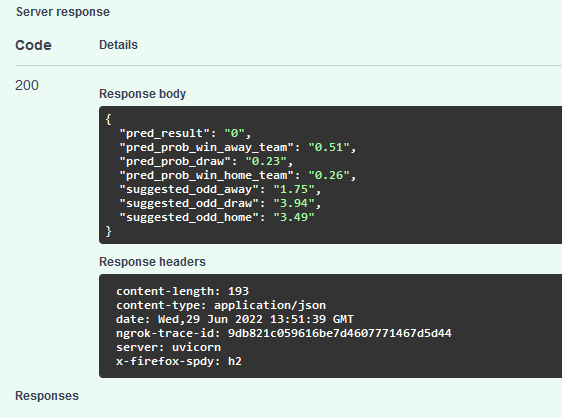 Server response
Code Details
200
Response body
{
"pred_result": "0",
"pred_prob_win_away_team": "0.51",
"pred_prob_draw": "0.23",
"pred_prob_win_home_team": "0.26",
"suggested_odd_away": "1.75",
"suggested_odd_draw": "3.94",
"suggested_odd_home": "3.49"
}
Response headers
content-length: 193
content-type: application/json
date: Wed,29 Jun 2022 13:51:39 GMT
ngrok-trace-id: 9db821c059616be7d4607771467d5d44
server: uvicorn
x-firefox-spdy: h2
Responses